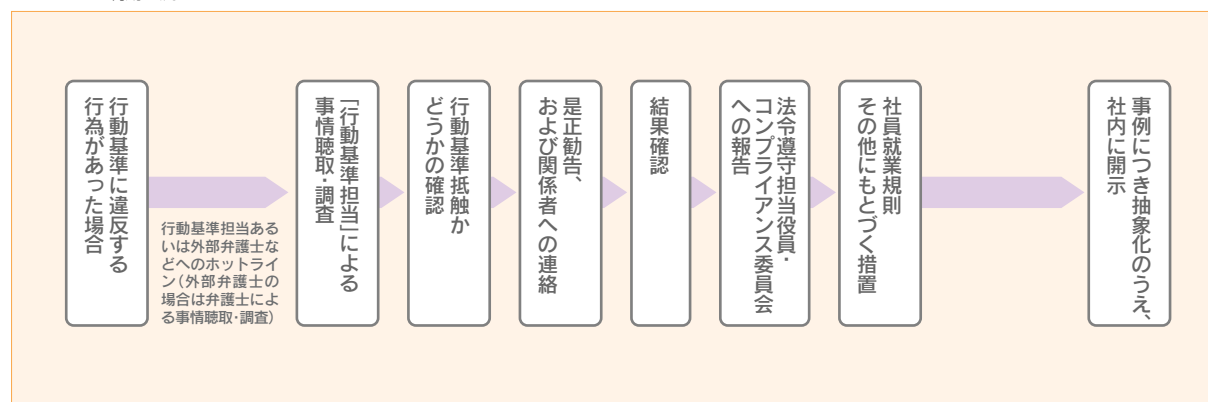 行動基準に違反する
行為があった場合
行動基準担当ある
いは外部弁護士な
どへのホットライ
ン（外部弁護士の
場合は弁護士によ
る事情聴取・調査）
「行動基準担当」による
事情聴取・調査
行動基準抵触か
どうかの確認
是正勧告、
および関係者への連絡
結果確認
法令遵守担当役員・
コンプライアンス委員会
への報告
社員就業規則
その他にもとづく措置
事例につき抽象化のうえ、
社内に開示